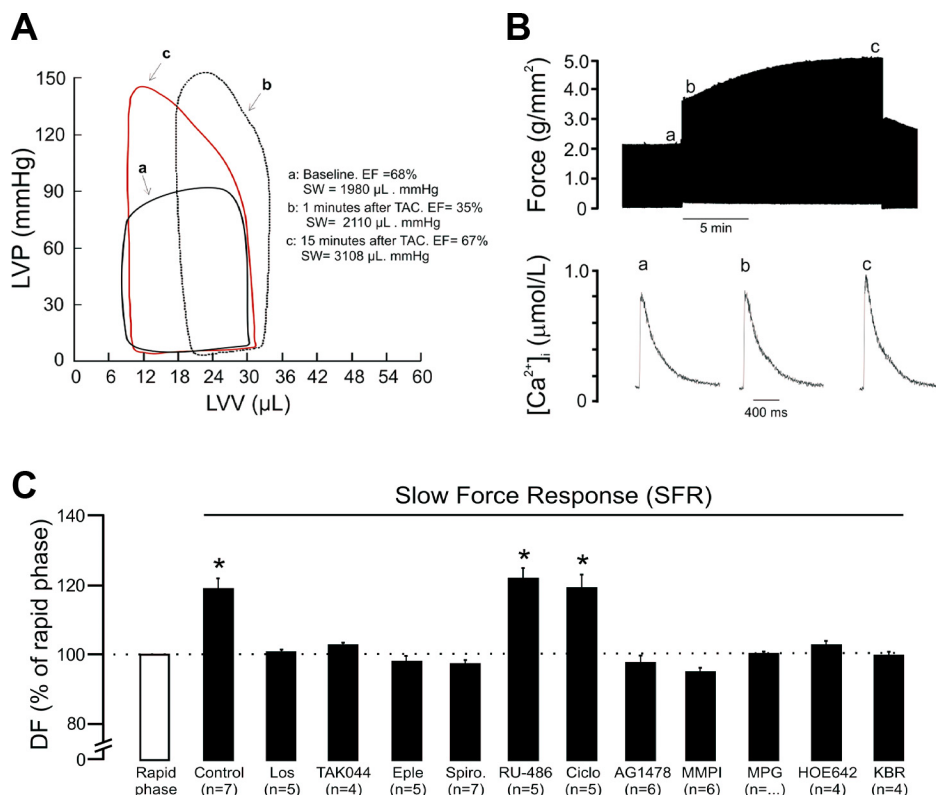 A
c
b
a
150
120
90
60
30
0
LVP (mmHg)
0 6 12 18 24 30 36 42 48 54 60
LVV (µL)
a: Baseline. EF =68%
SW = 1980 µL . mmHg
b: 1 minutes after TAC. EF= 35%
SW= 2110 µL . mmHg
c: 15 minutes after TAC. EF= 67%
SW= 3108 µL. mmHg
B
Force (g/mm²)
5.0
4.0
3.0
2.0
1.0
0
a
b
c
5 min
[Ca²⁺]i (µmol/L)
1.0
0
a
b
c
400 ms
C
Slow Force Response (SFR)
DF (% of rapid phase)
140
120
100
80
0
* * *
Rapid Control Los TAK044 Eple Spiro. RU-486 Ciclo AG1478 MMPI MPG HOE642 KBR
phase (n=7) (n=5) (n=4) (n=5) (n=7) (n=5) (n=5) (n=6) (n=6) (n=...) (n=4) (n=4)